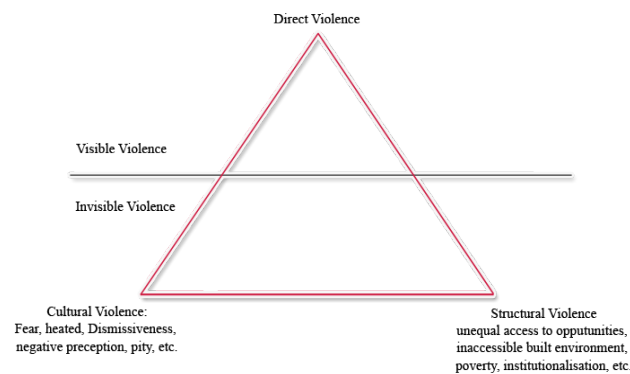 Direct Violence
Visible Violence
Invisible Violence
Cultural Violence:
Fear, heated, Dismissiveness,
negative preception, pity, etc.
Structural Violence
unequal access to opputunities,
inaccessible built environment,
poverty, institutionalisation, etc.